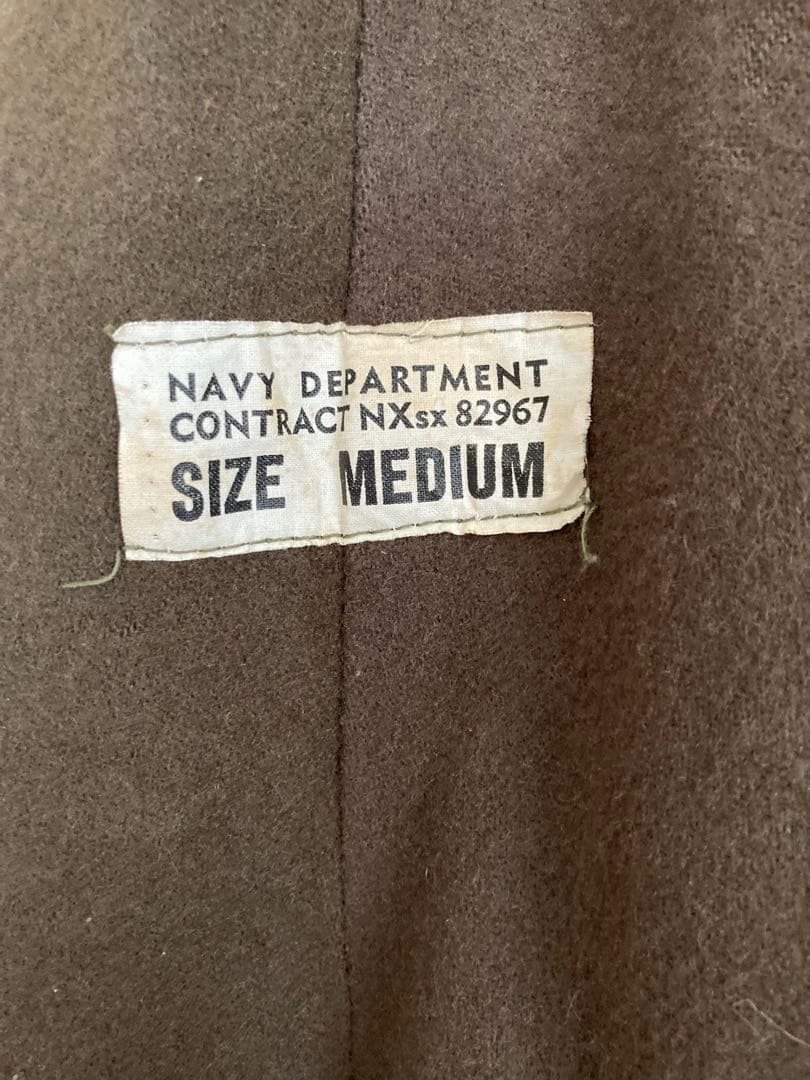 NAVY DEPARTMENT
CONTRACT NXsx 82967
SIZE MEDIUM